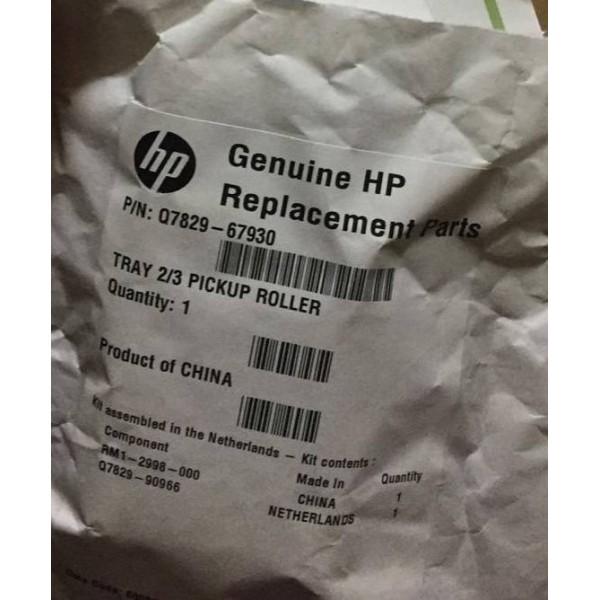 hp
Genuine HP
Replacement Parts
P/N: Q7829-67930
TRAY 2/3 PICKUP ROLLER
Quantity: 1
Product of CHINA
Kit assembled in the Netherlands – Kit contents:
Component Made In Quantity
RM1-2998-000 CHINA 1
Q7829-90966 NETHERLANDS 1